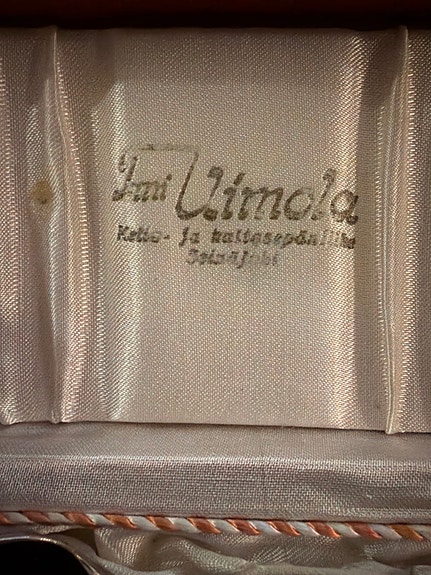 Uimola
Kello- ja kultasepänliike
Seinäjoki